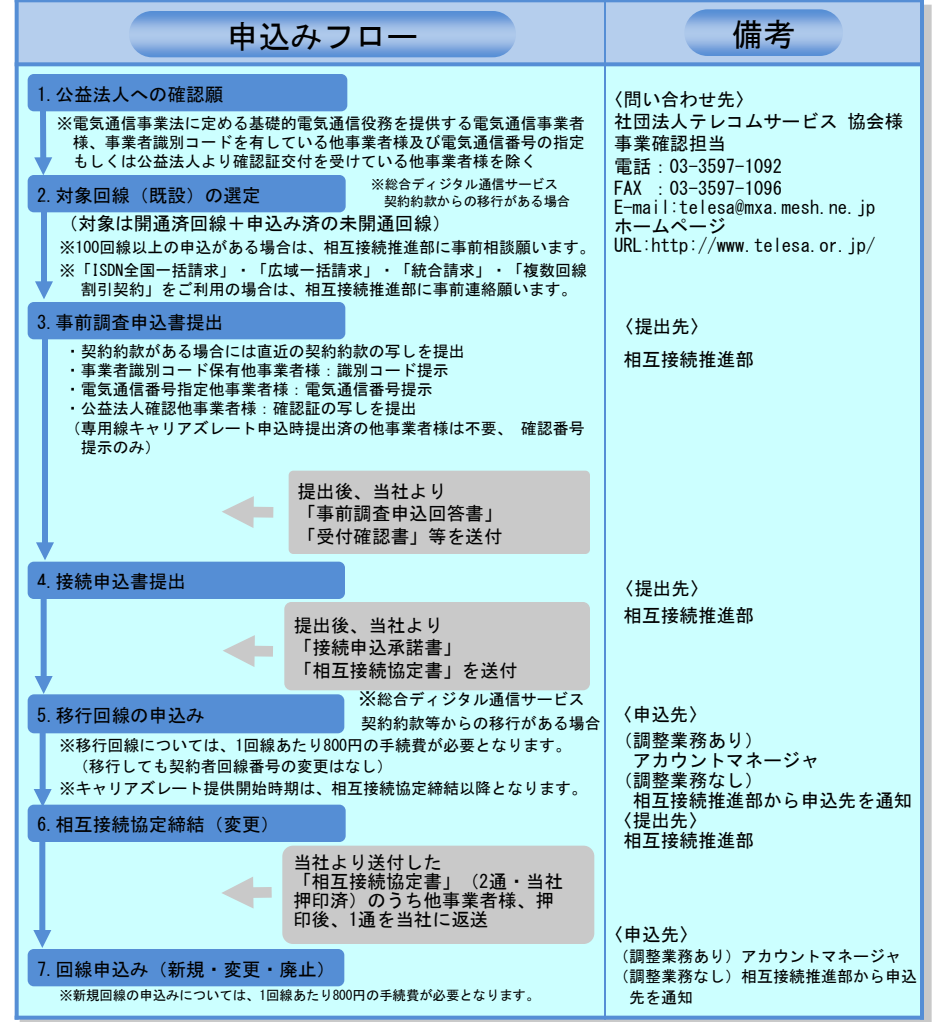 申込みフロー
備考
1.公益法人への確認願
※電気通信事業法に定める基礎的電気通信役務を提供する電気通信事業者
様、事業者識別コードを有している他事業者様及び電気通信番号の指定
もしくは公益法人より確認証交付を受けている他事業者様を除く
〈問い合わせ先〉
社団法人テレコムサービス 協会様
事業確認担当
電話：03-3597-1092
FAX ：03-3597-1096
E-mail:telesa@mxa.mesh.ne.jp
ホームページ
URL:http://www.telesa.or.jp/
2.対象回線（既設）の選定
※総合ディジタル通信サービス
契約約款からの移行がある場合
（対象は開通済回線＋申込み済の未開通回線）
※100回線以上の申込がある場合は、相互接続推進部に事前相談願います。
※「ISDN全国一括請求」・「広域一括請求」・「統合請求」・「複数回線
割引契約」をご利用の場合は、相互接続推進部に事前連絡願います。
3.事前調査申込書提出
・契約約款がある場合には直近の契約約款の写しを提出
・事業者識別コード保有他事業者様：識別コード提示
・電気通信番号指定他事業者様：電気通信番号提示
・公益法人確認他事業者様：確認証の写しを提出
（専用線キャリアズレート申込時提出済の他事業者様は不要、 確認番号
提示のみ）
〈提出先〉
相互接続推進部
提出後、当社より
「事前調査申込回答書」
「受付確認書」等を送付
4.接続申込書提出
〈提出先〉
相互接続推進部
提出後、当社より
「接続申込承諾書」
「相互接続協定書」を送付
5.移行回線の申込み
※総合ディジタル通信サービス
契約約款等からの移行がある場合
※移行回線については、1回線あたり800円の手続費が必要となります。
（移行しても契約者回線番号の変更はなし）
※キャリアズレート提供開始時期は、相互接続協定締結以降となります。
〈申込先〉
（調整業務あり）
アカウントマネージャ
（調整業務なし）
相互接続推進部から申込先を通知
6.相互接続協定締結（変更）
〈提出先〉
相互接続推進部
当社より送付した
「相互接続協定書」（2通・当社
押印済）のうち他事業者様、押
印後、1通を当社に返送
7.回線申込み（新規・変更・廃止）
※新規回線の申込みについては、1回線あたり800円の手続費が必要となります。
〈申込先〉
（調整業務あり）アカウントマネージャ
（調整業務なし）相互接続推進部から申込
先を通知